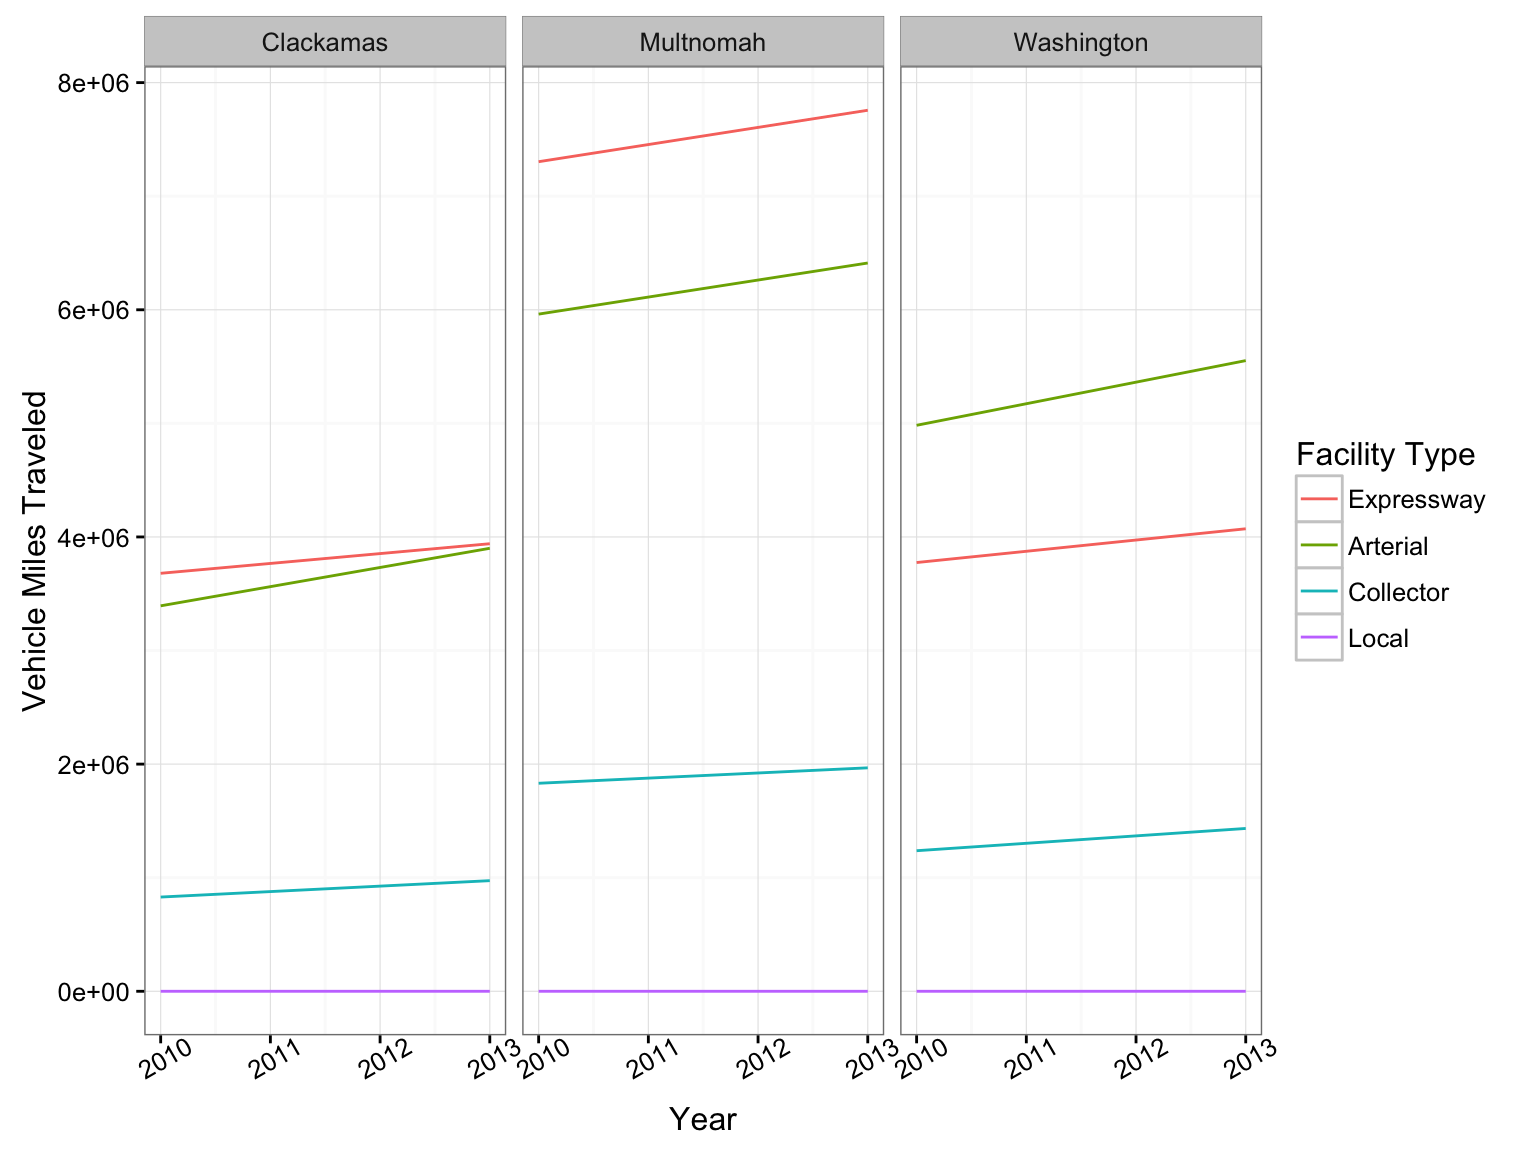 Clackamas
Multnomah
Washington
8e+06
6e+06
4e+06
2e+06
0e+00
Vehicle Miles Traveled
2010
2011
2012
2013
2010
2011
2012
2013
2010
2011
2012
2013
Year
Facility Type
Expressway
Arterial
Collector
Local